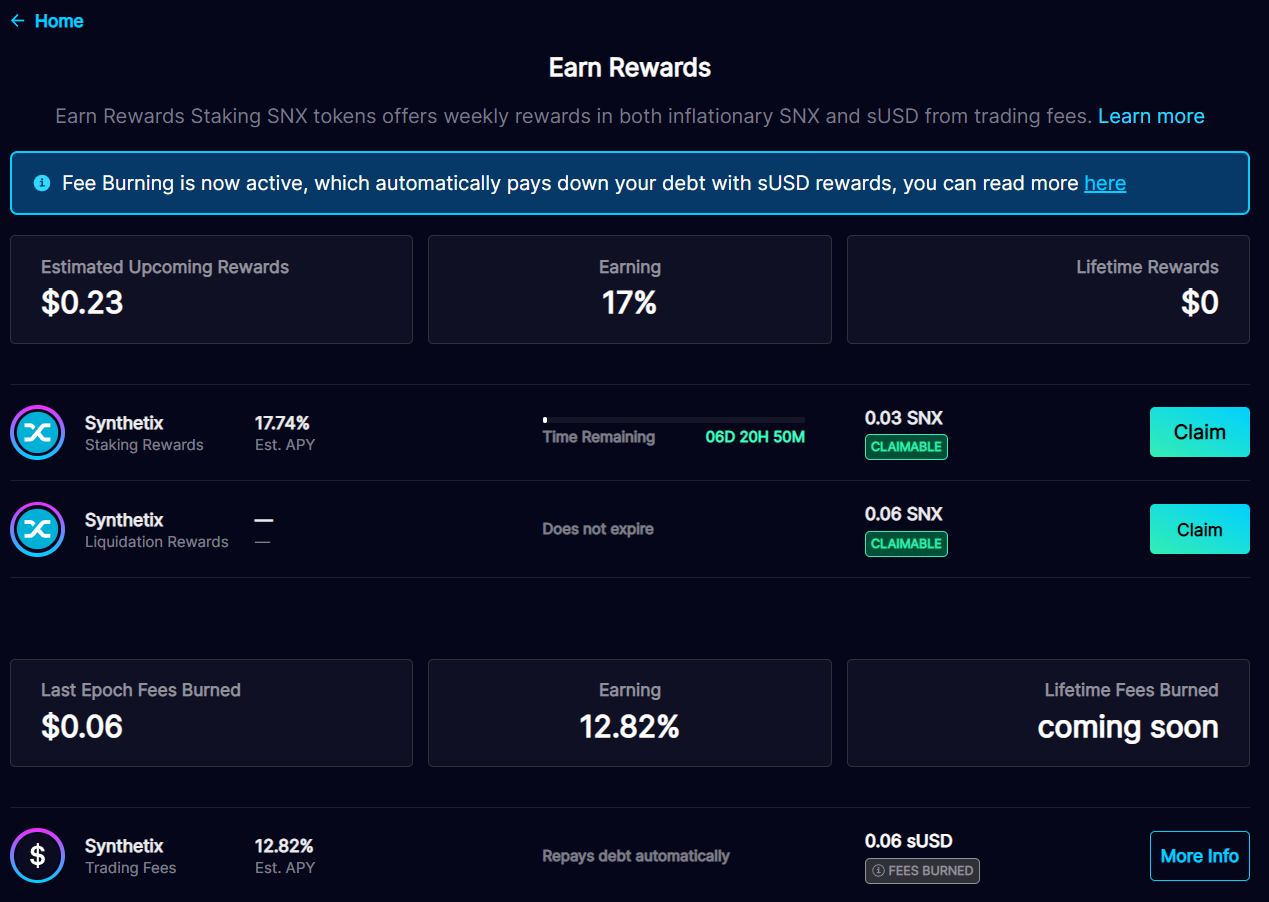 Home
Earn Rewards
Earn Rewards Staking SNX tokens offers weekly rewards in both inflationary SNX and sUSD from trading fees. Learn more
Fee Burning is now active, which automatically pays down your debt with sUSD rewards, you can read more here
Estimated Upcoming Rewards
$0.23
Earning
17%
Lifetime Rewards
$0
Synthetix
Staking Rewards
17.74%
Est. APY
Time Remaining 06D 20H 50M
0.03 SNX
CLAIMABLE
Claim
Synthetix
Liquidation Rewards
—
—
Does not expire
0.06 SNX
CLAIMABLE
Claim
Last Epoch Fees Burned
$0.06
Earning
12.82%
Lifetime Fees Burned
coming soon
$
Synthetix
Trading Fees
12.82%
Est. APY
Repays debt automatically
0.06 sUSD
FEES BURNED
More Info